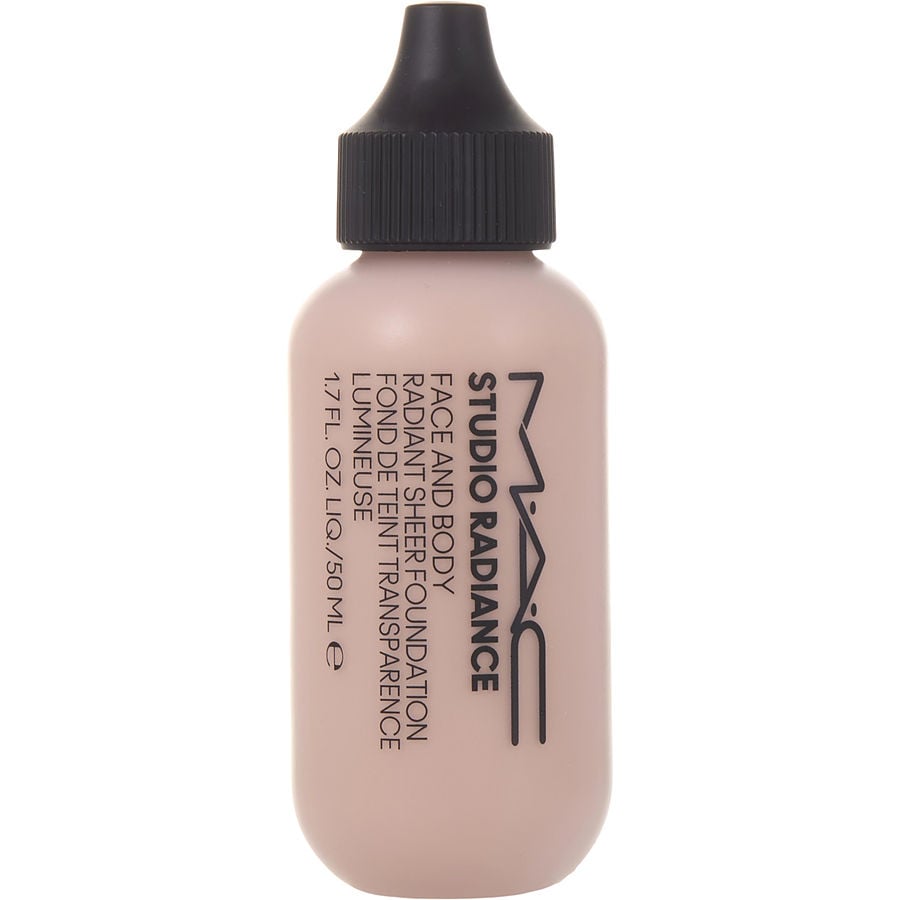 M·A·C
STUDIO RADIANCE
FACE AND BODY
RADIANT SHEER FOUNDATION
FOND DE TEINT TRANSPARENCE
LUMINEUSE
1.7 FL. OZ. LIQ./50 ML ℮